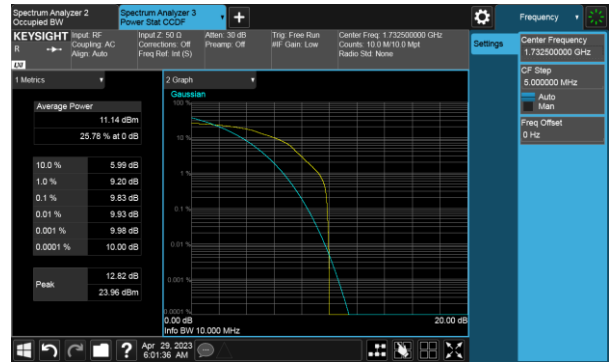 Spectrum Analyzer 2
Occupied BW
Spectrum Analyzer 3
Power Stat CCDF
+
Frequency
KEYSIGHT
R
LXI
Input: RF
Coupling: AC
Align: Auto
Input Z: 50 Ω
Corrections: Off
Freq Ref: Int (S)
Atten: 30 dB
Preamp: Off
Trig: Free Run
#IF Gain: Low
Center Freq: 1.732500000 GHz
Counts: 10.0 M/10.0 Mpt
Radio Std: None
Settings
Center Frequency
1.732500000 GHz
CF Step
5.000000 MHz
Auto
Man
Freq Offset
0 Hz
1 Metrics
Average Power
11.14 dBm
25.78 % at 0 dB
10.0 % 5.99 dB
1.0 % 9.20 dB
0.1 % 9.83 dB
0.01 % 9.93 dB
0.001 % 9.98 dB
0.0001 % 10.00 dB
Peak 12.82 dB
23.96 dBm
2 Graph
Gaussian
100 %
10 %
1 %
0.1 %
0.01 %
0.001 %
0.0001 %
0.00 dB 20.00 dB
Info BW 10.000 MHz
?
Apr 29, 2023
6:01:36 AM